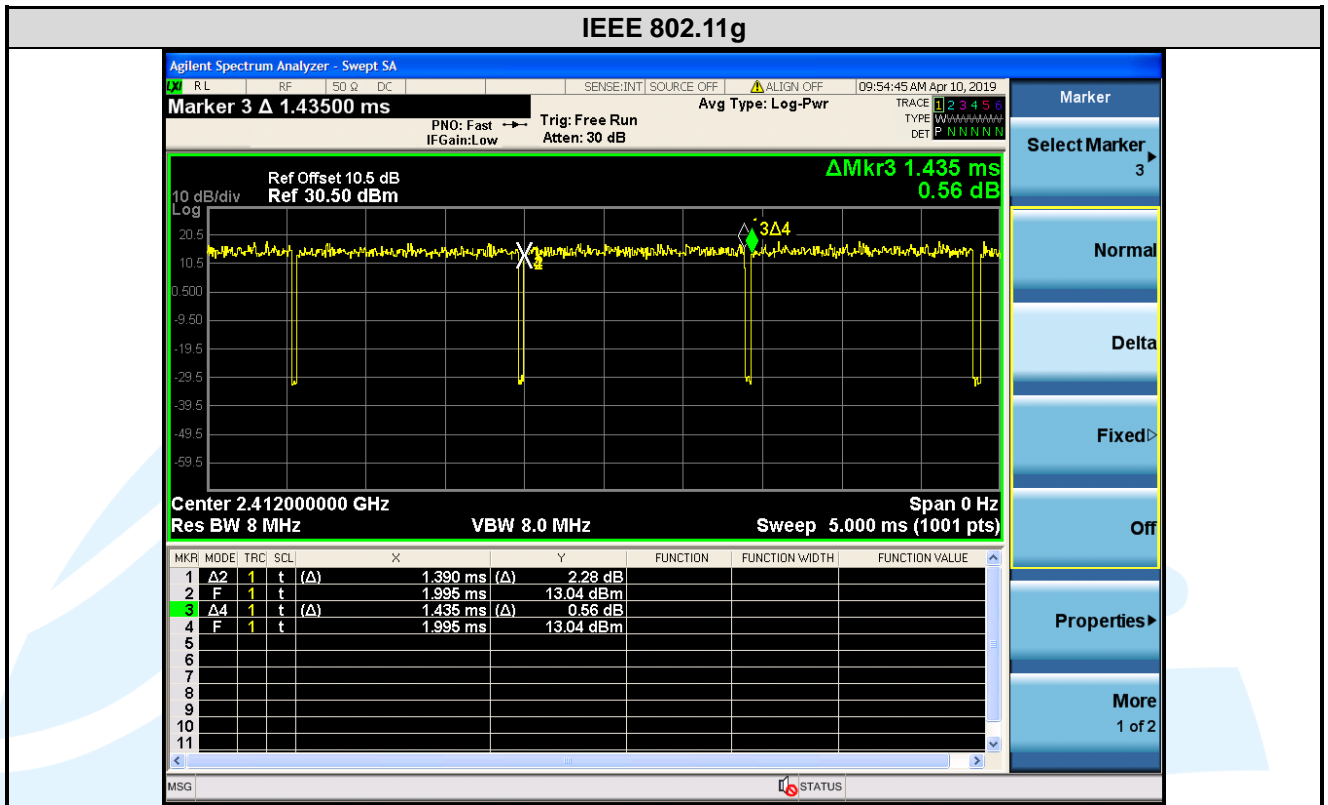 IEEE 802.11g
Agilent Spectrum Analyzer - Swept SA
LXI RL RF 50 Ω DC SENSE:INT SOURCE OFF ALIGN OFF 09:54:45 AM Apr 10, 2019
Marker 3 Δ 1.43500 ms
PNO: Fast
IFGain:Low
Trig: Free Run
Atten: 30 dB
Avg Type: Log-Pwr
TRACE 1 2 3 4 5 6
TYPE
DET P N N N N N
ΔMkr3 1.435 ms
0.56 dB
Ref Offset 10.5 dB
10 dB/div Ref 30.50 dBm
Log
20.5
10.5
0.500
-9.50
-19.5
-29.5
-39.5
-49.5
-59.5
3Δ4
Center 2.412000000 GHz Span 0 Hz
Res BW 8 MHz VBW 8.0 MHz Sweep 5.000 ms (1001 pts)
MKR MODE TRC SCL X Y FUNCTION FUNCTION WIDTH FUNCTION VALUE
1 Δ2 1 t (Δ) 1.390 ms (Δ) 2.28 dB
2 F 1 t 1.995 ms 13.04 dBm
3 Δ4 1 t (Δ) 1.435 ms (Δ) 0.56 dB
4 F 1 t 1.995 ms 13.04 dBm
5
6
7
8
9
10
11
MSG STATUS
Marker
Select Marker
3
Normal
Delta
Fixed
Off
Properties
More
1 of 2